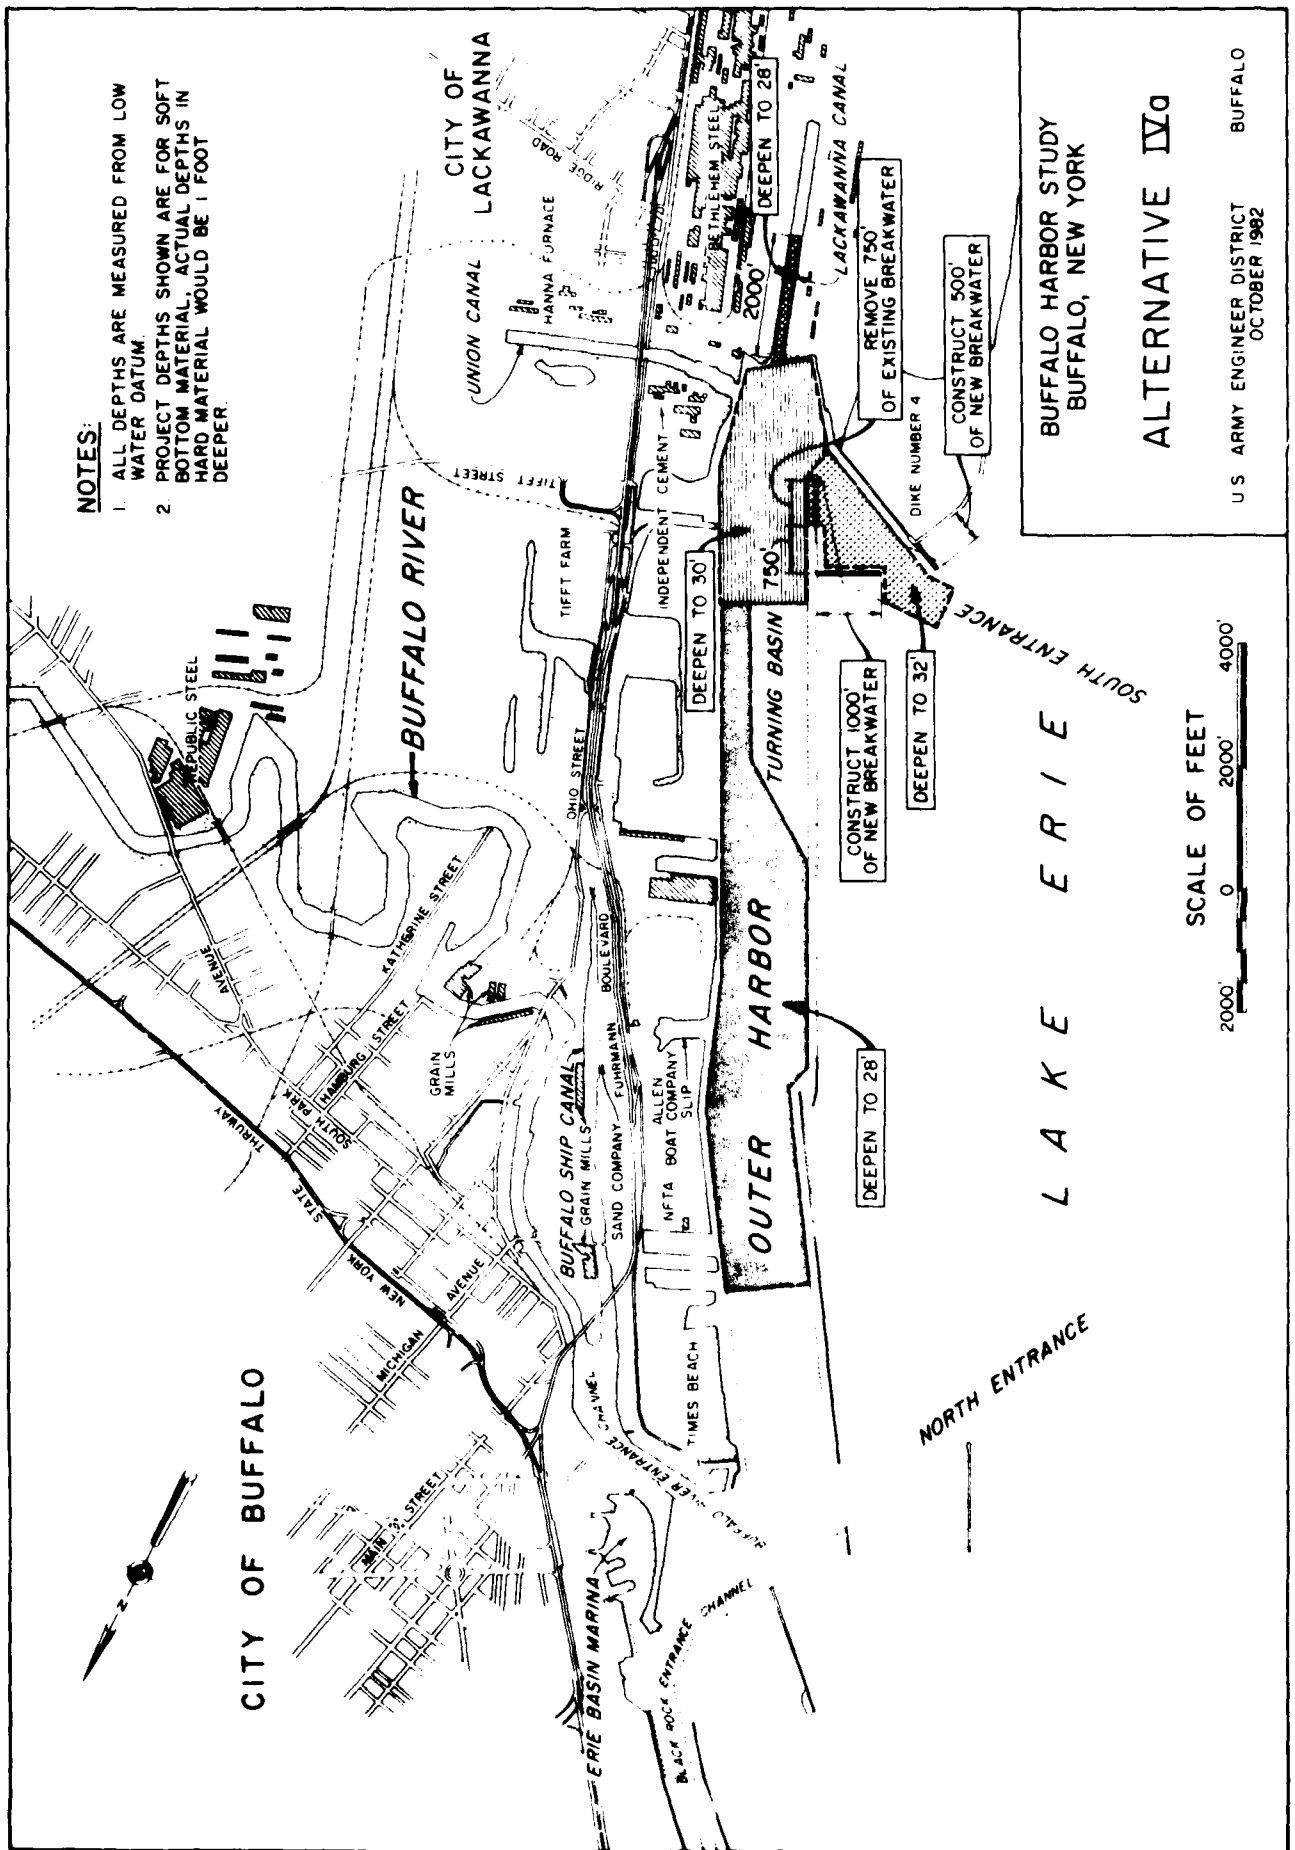 NOTES:
1. ALL DEPTHS ARE MEASURED FROM LOW
WATER DATUM.
2. PROJECT DEPTHS SHOWN ARE FOR SOFT
BOTTOM MATERIAL, ACTUAL DEPTHS IN
HARD MATERIAL WOULD BE 1 FOOT
DEEPER.
CITY OF
LACKAWANNA
CITY OF BUFFALO
N
REPUBLIC STEEL
BUFFALO RIVER
UNION CANAL
HANNA FURNACE
RIDGE ROAD
BETHLEHEM STEEL
DEEPEN TO 28'
2000'
LACKAWANNA CANAL
TIFFT STREET
TIFFT FARM
INDEPENDENT CEMENT
OHIO STREET
AVENUE
SOUTH PARK
HAMBURG STREET
KATHERINE STREET
GRAIN
MILLS
THRUWAY
STATE
NEW YORK
MICHIGAN
AVENUE
MAIN STREET
BUFFALO SHIP CANAL
GRAIN MILLS
SAND COMPANY
FUHRMANN
BOULEVARD
NFTA BOAT COMPANY
ALLEN
SLIP
TIMES BEACH
ERIE BASIN MARINA
BUFFALO RIVER ENTRANCE CHANNEL
BLACK ROCK ENTRANCE CHANNEL
NORTH ENTRANCE
OUTER HARBOR
DEEPEN TO 28'
TURNING BASIN
DEEPEN TO 30'
750'
REMOVE 750'
OF EXISTING BREAKWATER
CONSTRUCT 500'
OF NEW BREAKWATER
DIKE NUMBER 4
CONSTRUCT 1000'
OF NEW BREAKWATER
DEEPEN TO 32'
SOUTH ENTRANCE
LAKE ERIE
SCALE OF FEET
2000' 0 2000' 4000'
BUFFALO HARBOR STUDY
BUFFALO, NEW YORK
ALTERNATIVE IVa
U S ARMY ENGINEER DISTRICT BUFFALO
OCTOBER 1982